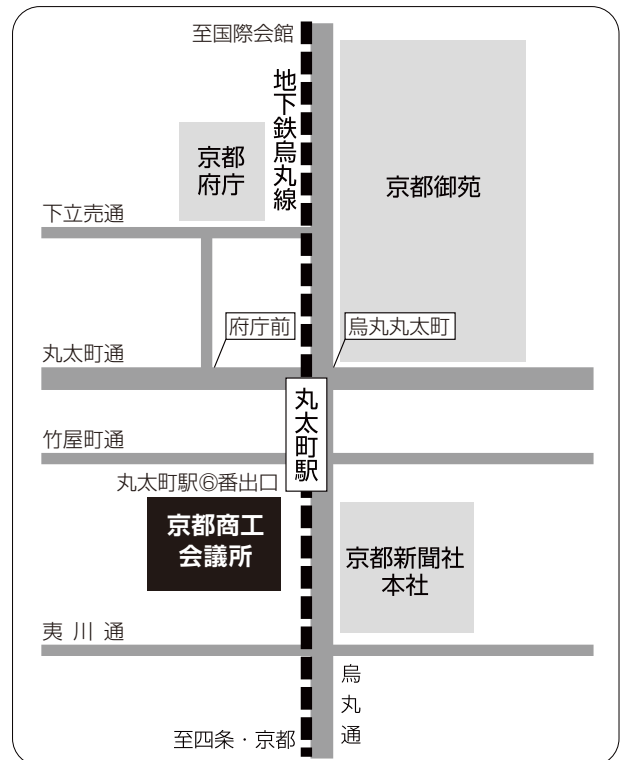 至国際会館
地下鉄烏丸線
京都
府庁
京都御苑
下立売通
府庁前
烏丸丸太町
丸太町通
丸太町駅
竹屋町通
丸太町駅⑥番出口
京都商工
会議所
京都新聞社
本社
夷川通
烏丸通
至四条・京都